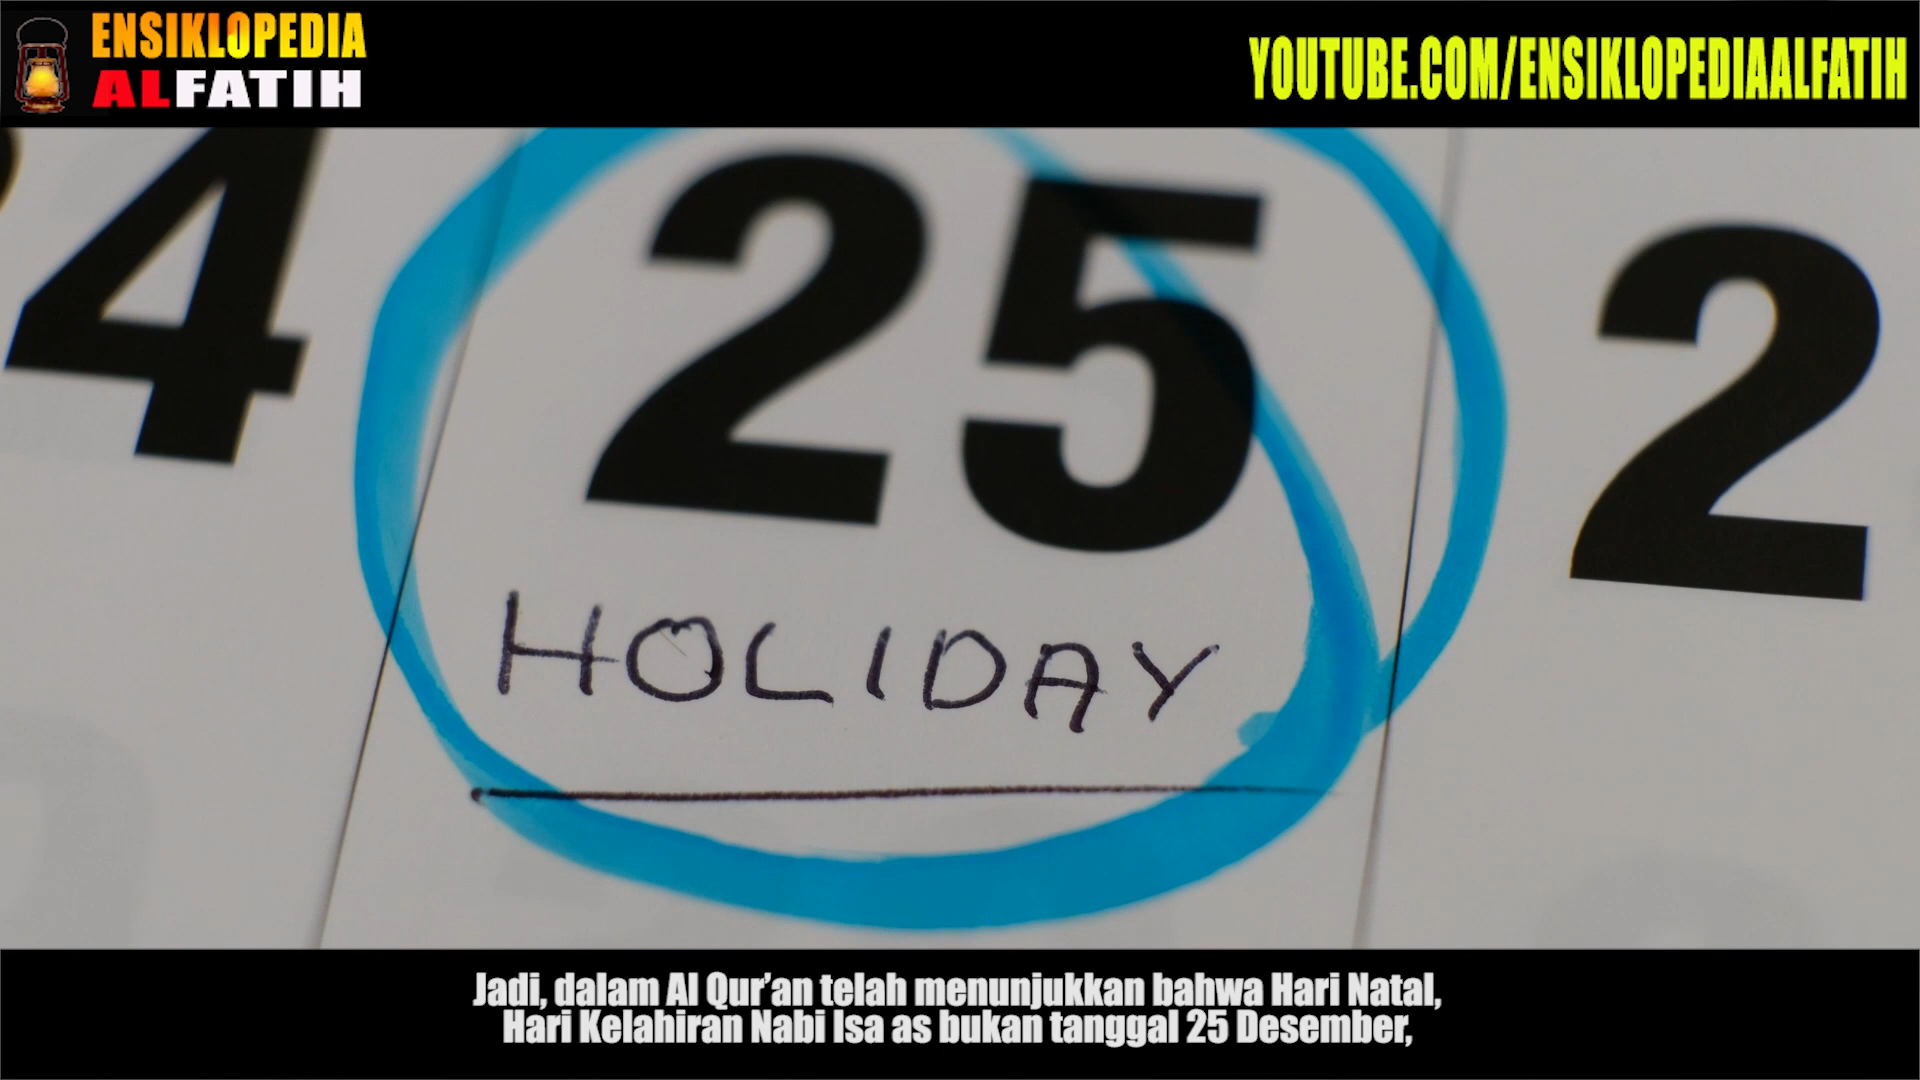 ENSIKLOPEDIA
ALFATIH
YOUTUBE.COM/ENSIKLOPEDIAALFATIH
4 25 2
HOLIDAY
Jadi, dalam Al Qur'an telah menunjukkan bahwa Hari Natal,
Hari Kelahiran Nabi Isa as bukan tanggal 25 Desember,